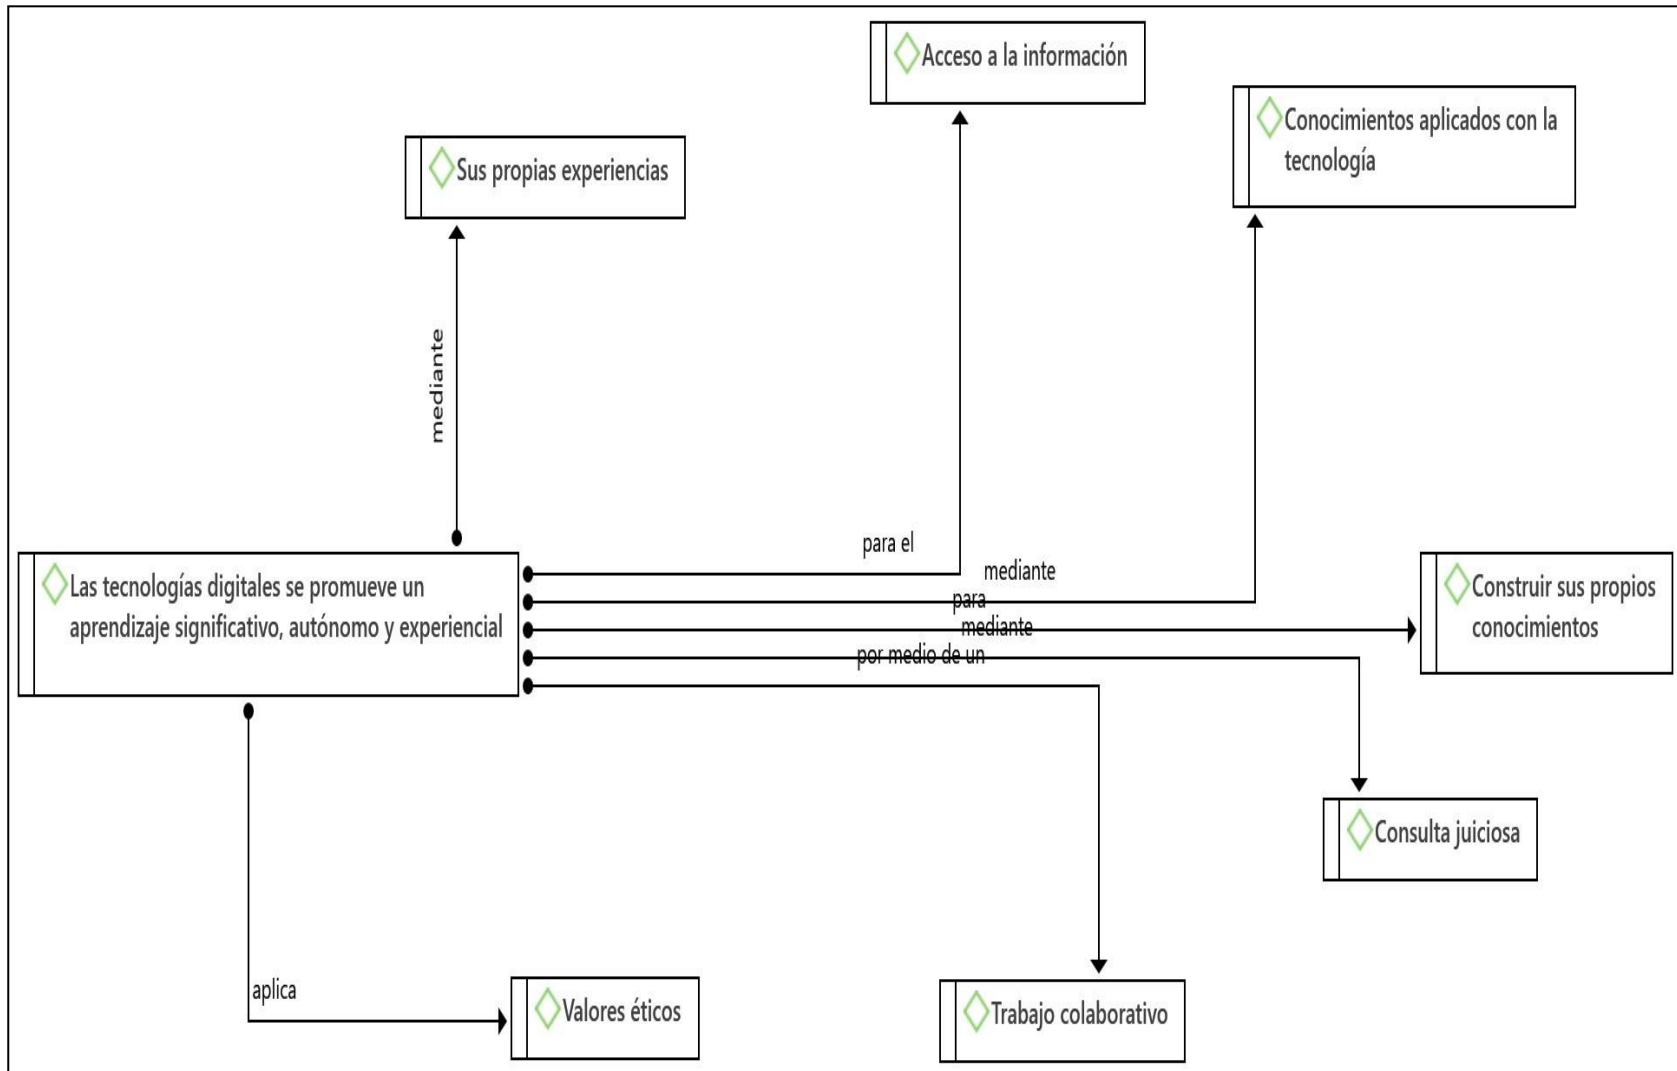 Acceso a la información
Conocimientos aplicados con la
tecnología
Sus propias experiencias
mediante
para el
mediante
para
mediante
por medio de un
Las tecnologías digitales se promueve un
aprendizaje significativo, autónomo y experiencial
Construir sus propios
conocimientos
Consulta juiciosa
aplica
Valores éticos
Trabajo colaborativo